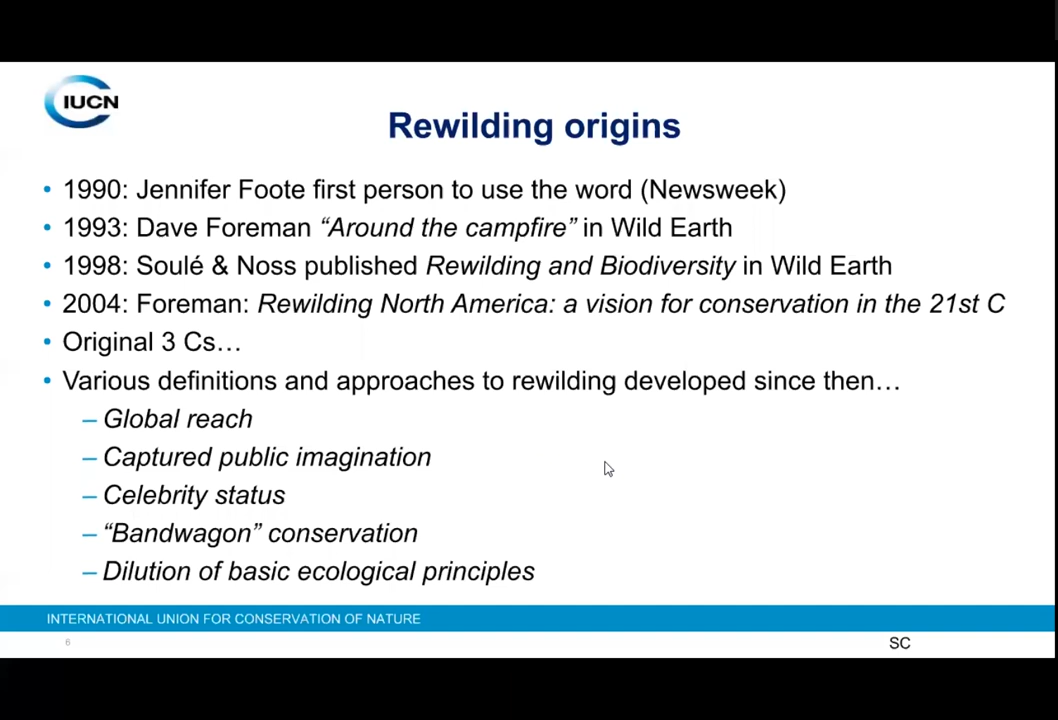 IUCN
Rewilding origins
• 1990: Jennifer Foote first person to use the word (Newsweek)
• 1993: Dave Foreman “Around the campfire” in Wild Earth
• 1998: Soulé & Noss published Rewilding and Biodiversity in Wild Earth
• 2004: Foreman: Rewilding North America: a vision for conservation in the 21st C
• Original 3 Cs…
• Various definitions and approaches to rewilding developed since then…
– Global reach
– Captured public imagination
– Celebrity status
– “Bandwagon” conservation
– Dilution of basic ecological principles
INTERNATIONAL UNION FOR CONSERVATION OF NATURE
6
SC